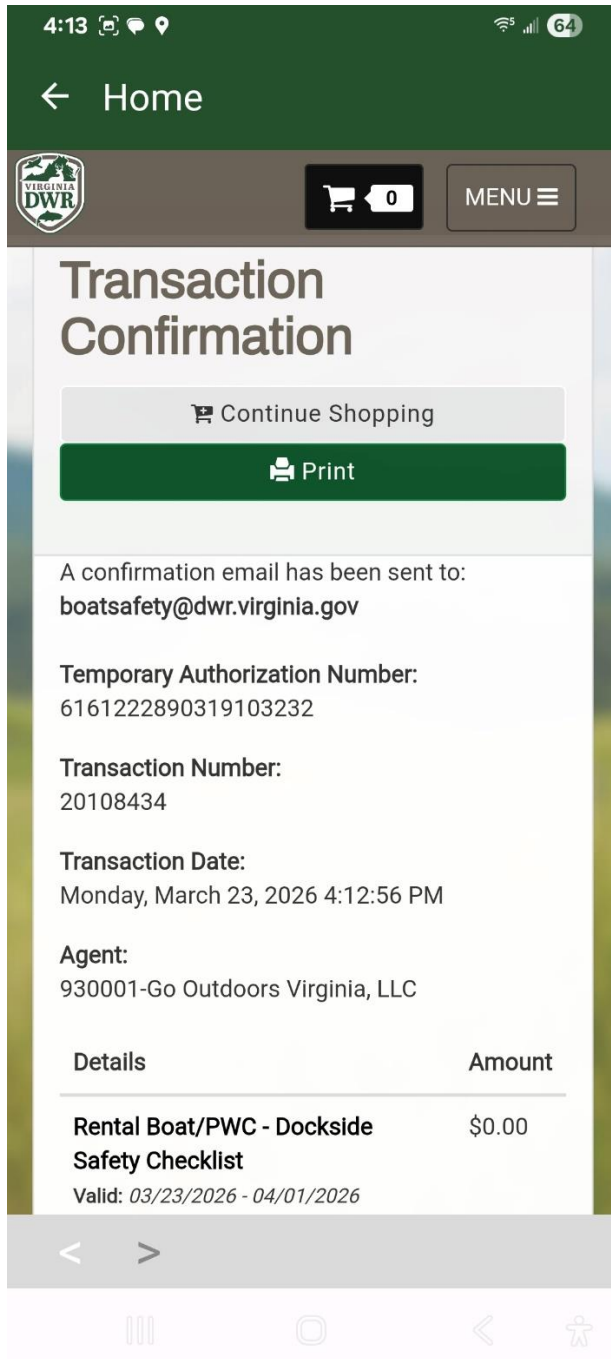 4:13
64
Home
VIRGINIA
DWR
0
MENU
Transaction
Confirmation
Continue Shopping
Print
A confirmation email has been sent to:
boatsafety@dwr.virginia.gov
Temporary Authorization Number:
6161222890319103232
Transaction Number:
20108434
Transaction Date:
Monday, March 23, 2026 4:12:56 PM
Agent:
930001-Go Outdoors Virginia, LLC
Details Amount
Rental Boat/PWC - Dockside $0.00
Safety Checklist
Valid: 03/23/2026 - 04/01/2026